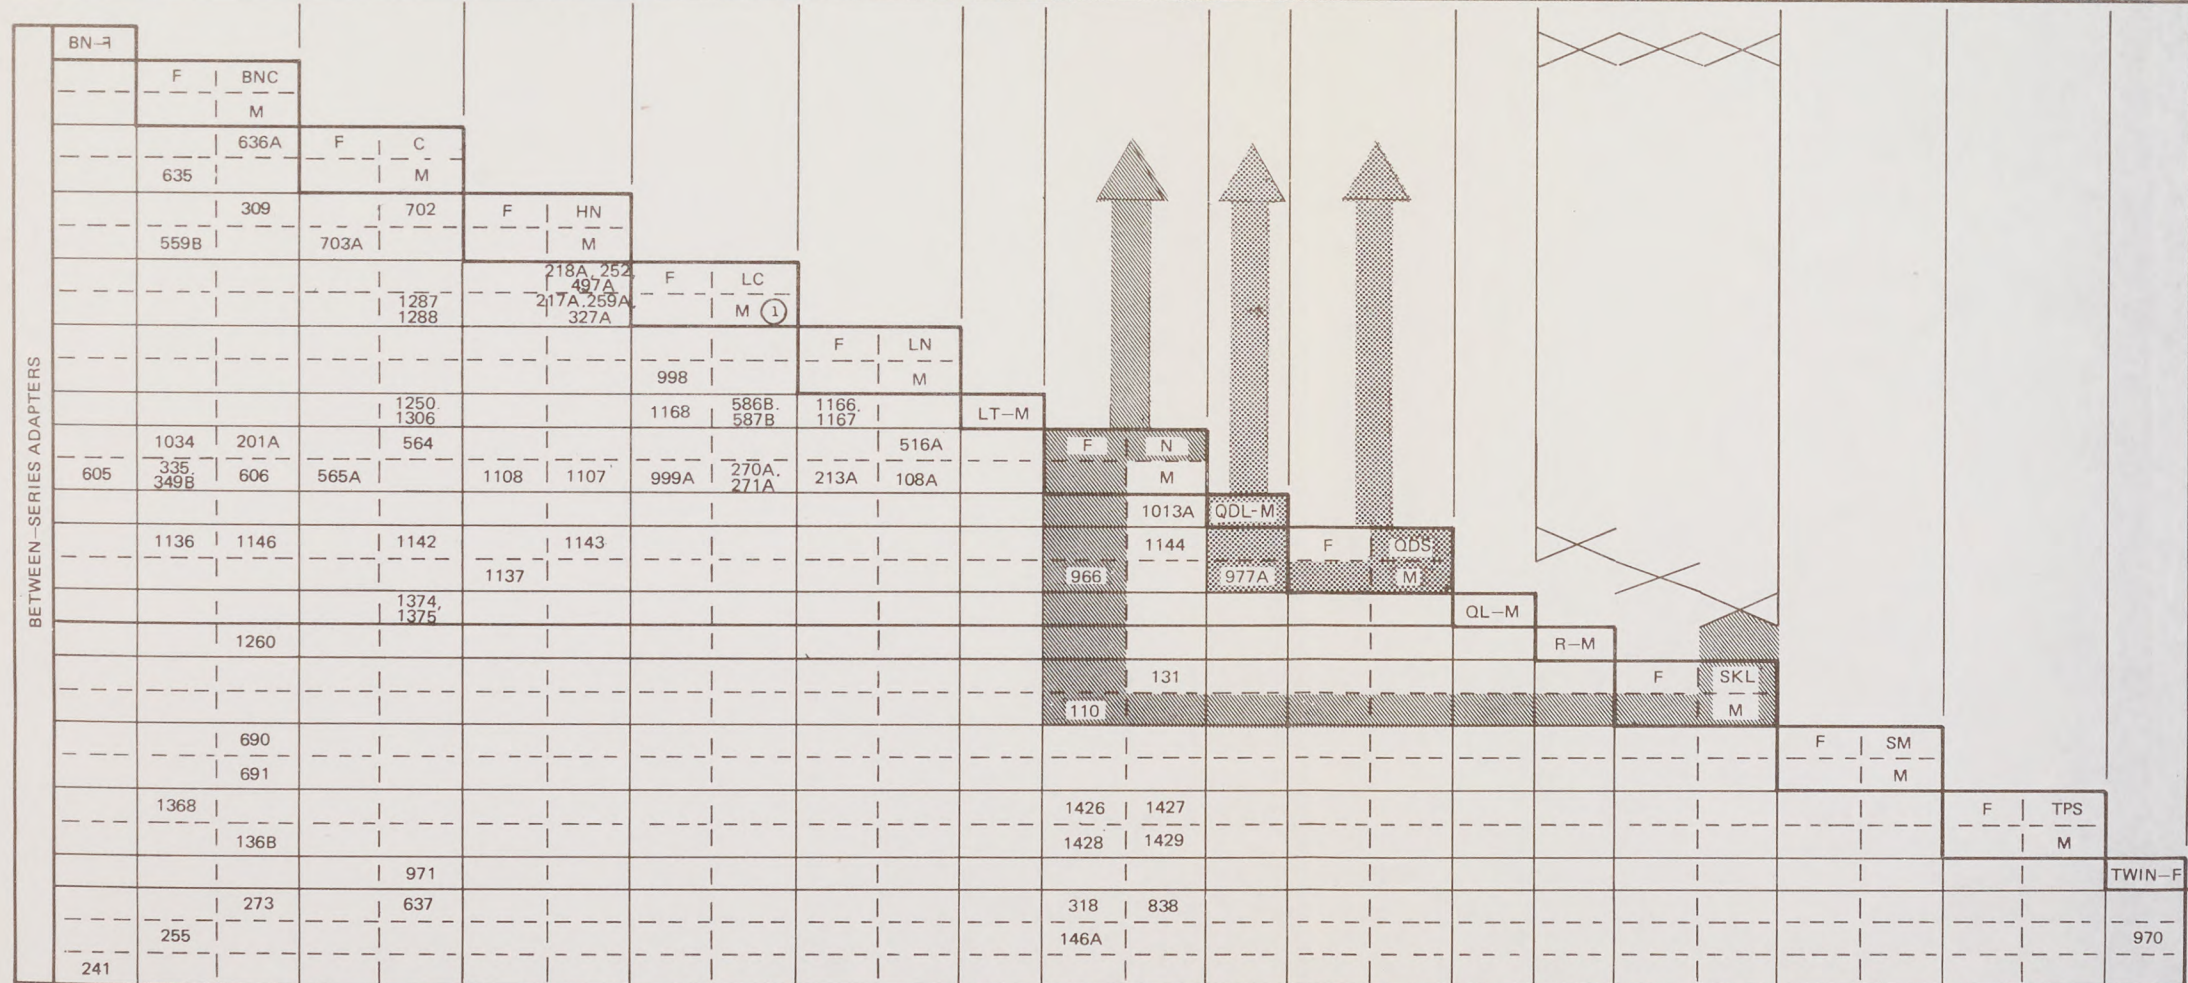 BETWEEN–SERIES ADAPTERS
BN–F
F BNC
M
636A F C
635 M
309 702 F HN
559B 703A M
218A, 252,
497A F LC
1287 217A.259A,
1288 327A M 1
F LN
998 M
1250. 1168 586B. 1166. LT–M
1306 587B 1167
1034 201A 564 516A F N
605 335. 606 565A 1108 1107 999A 270A. 213A 108A M
349B 271A
1013A QDL-M
1136 1146 1142 1143 1144 F QDS
1137 966 977A M
1374, QL–M
1375
1260 R–M
131 F SKL
110 M
690 F SM
691 M
1368 1426 1427 F TPS
136B 1428 1429 M
971 TWIN–F
273 637 318 838
255 146A 970
241